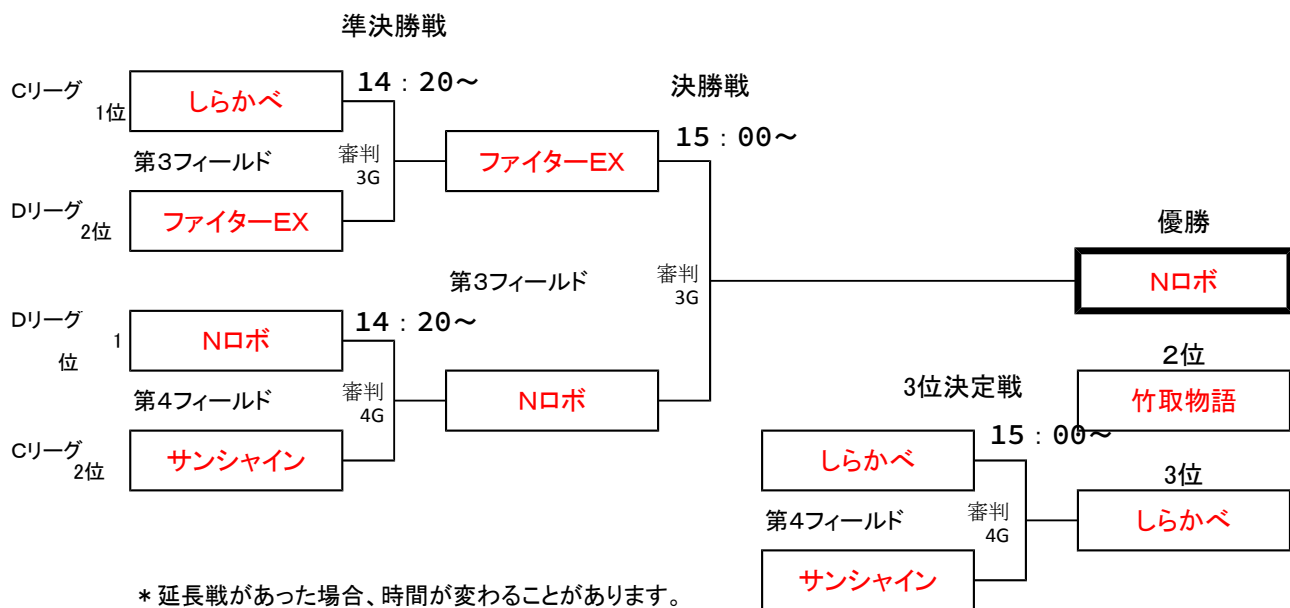 準決勝戦
Cリーグ 1位
しらかべ
14：20～
第3フィールド
審判
3G
Dリーグ 2位
ファイターEX
決勝戦
15：00～
ファイターEX
第3フィールド
審判
3G
優勝
Nロボ
Dリーグ 1
位
Nロボ
14：20～
第4フィールド
審判
4G
Nロボ
Cリーグ 2位
サンシャイン
2位
竹取物語
3位決定戦
15：00～
しらかべ
第4フィールド
審判
4G
サンシャイン
3位
しらかべ
＊延長戦があった場合、時間が変わることがあります。